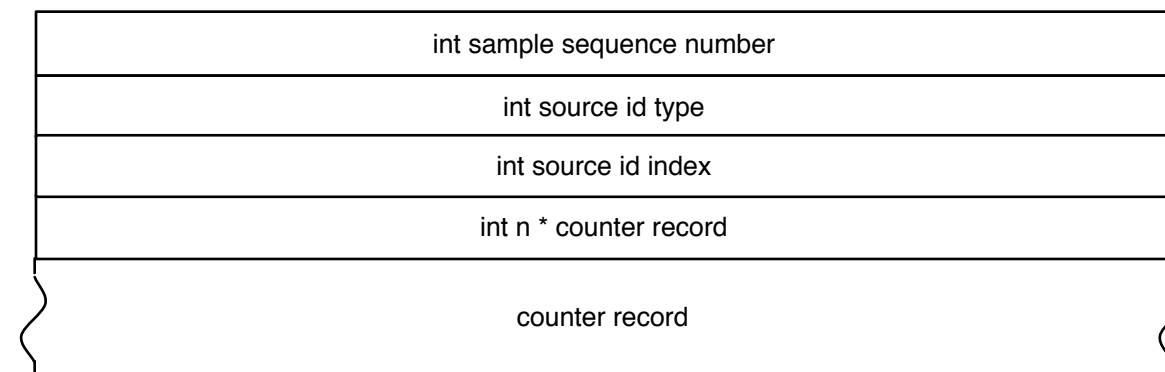 int sample sequence number
int source id type
int source id index
int n * counter record
counter record